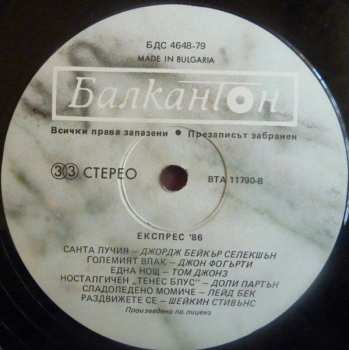 БДС 4648-79
MADE IN BULGARIA
Балкантон
Всички права запазени ● Презаписът забранен
33 СТЕРЕО
ВТА 11790-В
ЕКСПРЕС '86
САНТА ЛУЧИЯ – ДЖОРДЖ БЕЙКЪР СЕЛЕКШЪН
ГОЛЕМИЯТ ВЛАК – ДЖОН ФОГЪРТИ
ЕДНА НОЩ – ТОМ ДЖОНЗ
НОСТАЛГИЧЕН „ТЕНЕС БЛУС" – ДОЛИ ПАРТЪН
СЛАДОЛЕДЕНО МОМИЧЕ – ЛЕЙД БЕК
РАЗДВИЖЕТЕ СЕ – ШЕЙКИН СТИВЪНС
Произведено по лиценз